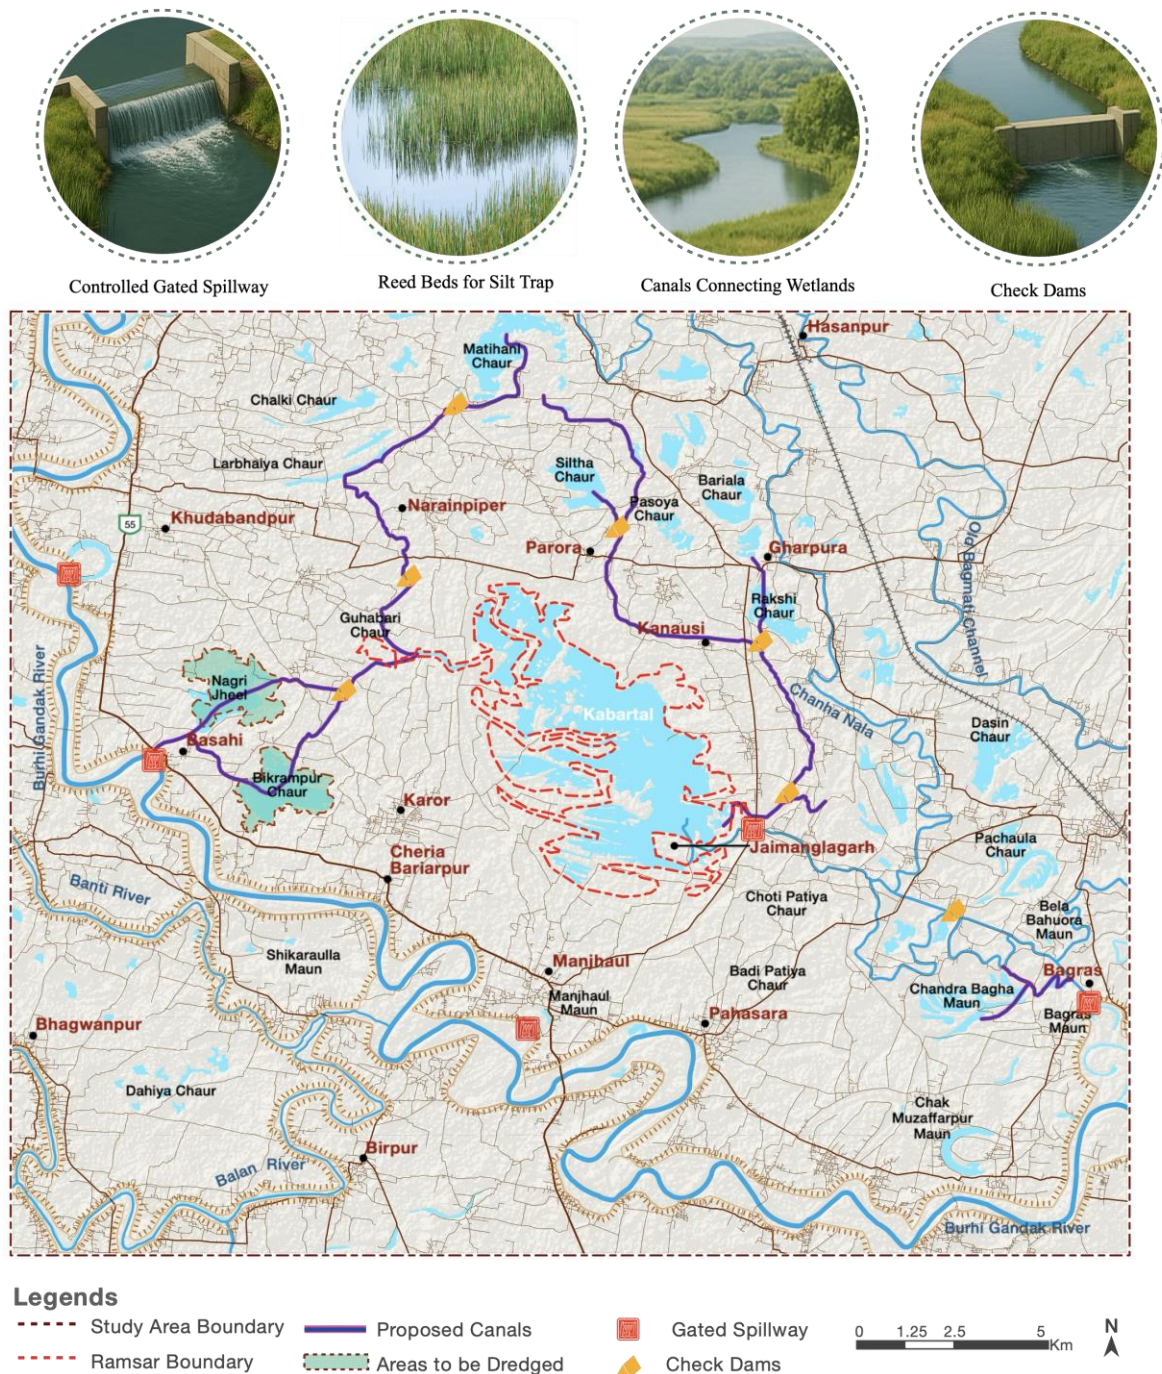 Controlled Gated Spillway
Reed Beds for Silt Trap
Canals Connecting Wetlands
Check Dams
Hasanpur
Matihani
Chaur
Chalki Chaur
Larbhaiya Chaur
Siltha
Chaur
Bariala
Chaur
Pasoya
Chaur
Narainpiper
55
Khudabandpur
Parora
Gharpura
Old Bagmati Channel
Rakshi
Chaur
Guhabari
Chaur
Kanausi
Burhi Gandak River
Nagri
Jheel
Chanha Nala
Kabartal
Dasin
Chaur
Basahi
Bikrampur
Chaur
Karor
Jaimanglagarh
Pachaula
Chaur
Cheria
Bariarpur
Banti River
Choti Patiya
Chaur
Bela
Bahuora
Maun
Shikaraulla
Maun
Manjhaul
Badi Patiya
Chaur
Bagras
Chandra Bagha
Maun
Manjhaul
Maun
Pahasara
Bagras
Maun
Bhagwanpur
Dahiya Chaur
Chak
Muzaffarpur
Maun
Birpur
Balan River
Burhi Gandak River
Legends
Study Area Boundary
Proposed Canals
Gated Spillway
Ramsar Boundary
Areas to be Dredged
Check Dams
0 1.25 2.5 5
Km
N